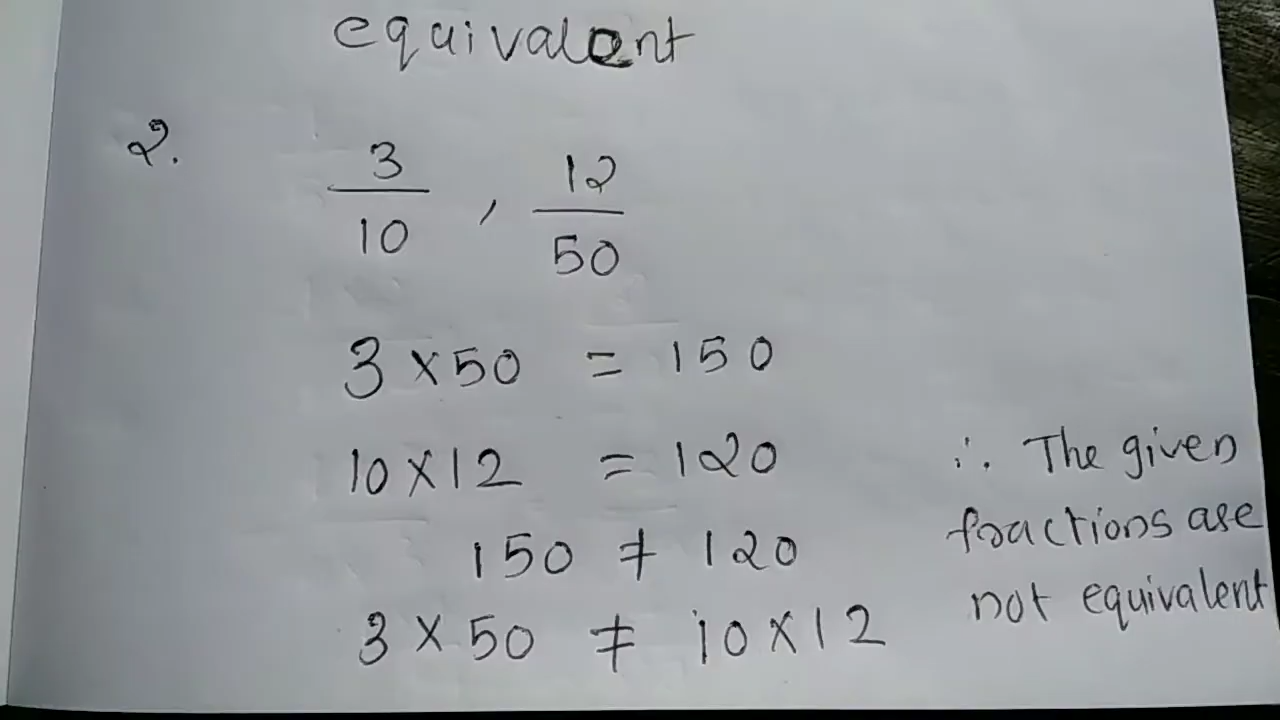 equivalent
2.
3/10 , 12/50
3 × 50 = 150
10 × 12 = 120
150 ≠ 120
3 × 50 ≠ 10 × 12
∴ The given
fractions are
not equivalent